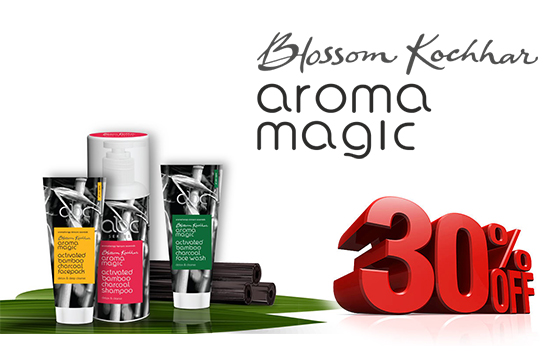 Blossom Kochhar
aroma
magic
Blossom Kochhar
aroma
magic
activated
bamboo
charcoal
facepack
Blossom Kochhar
aroma
magic
activated
bamboo
charcoal
shampoo
Blossom Kochhar
aroma
magic
activated
bamboo
charcoal
face wash
30%
OFF